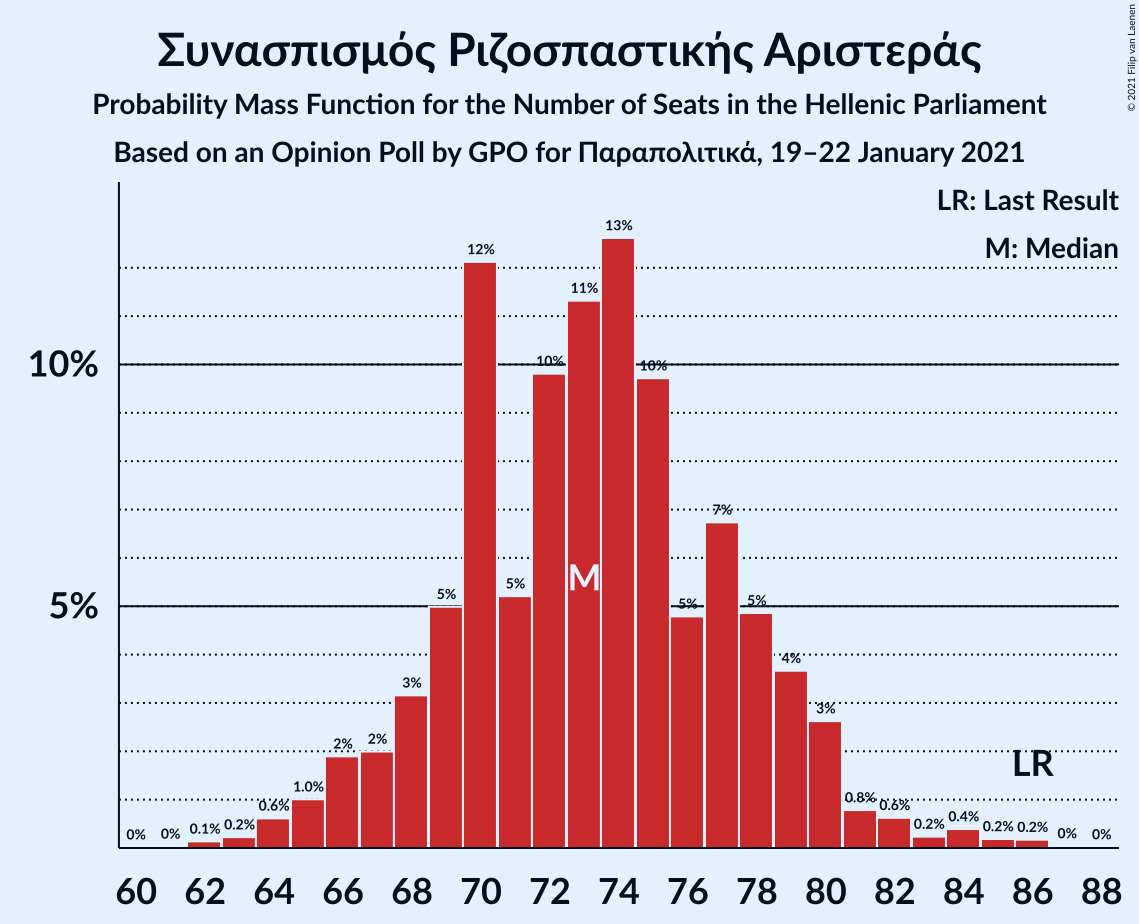 Συνασπισμός Ριζοσπαστικής Αριστεράς
Probability Mass Function for the Number of Seats in the Hellenic Parliament
Based on an Opinion Poll by GPO for Παραπολιτικά, 19–22 January 2021
© 2021 Filip van Laenen
LR: Last Result
M: Median
10%
5%
0% 0% 0.1% 0.2% 0.6% 1.0% 2% 2% 3% 5% 12% 5% 10% 11% 13% 10% 5% 7% 5% 4% 3% 0.8% 0.6% 0.2% 0.4% 0.2% 0.2% 0% 0%
M
LR
60 62 64 66 68 70 72 74 76 78 80 82 84 86 88